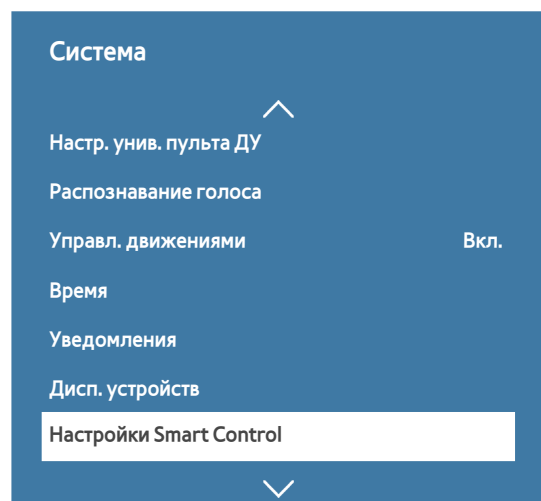 Система
Настр. унив. пульта ДУ
Распознавание голоса
Управл. движениями Вкл.
Время
Уведомления
Дисп. устройств
Настройки Smart Control